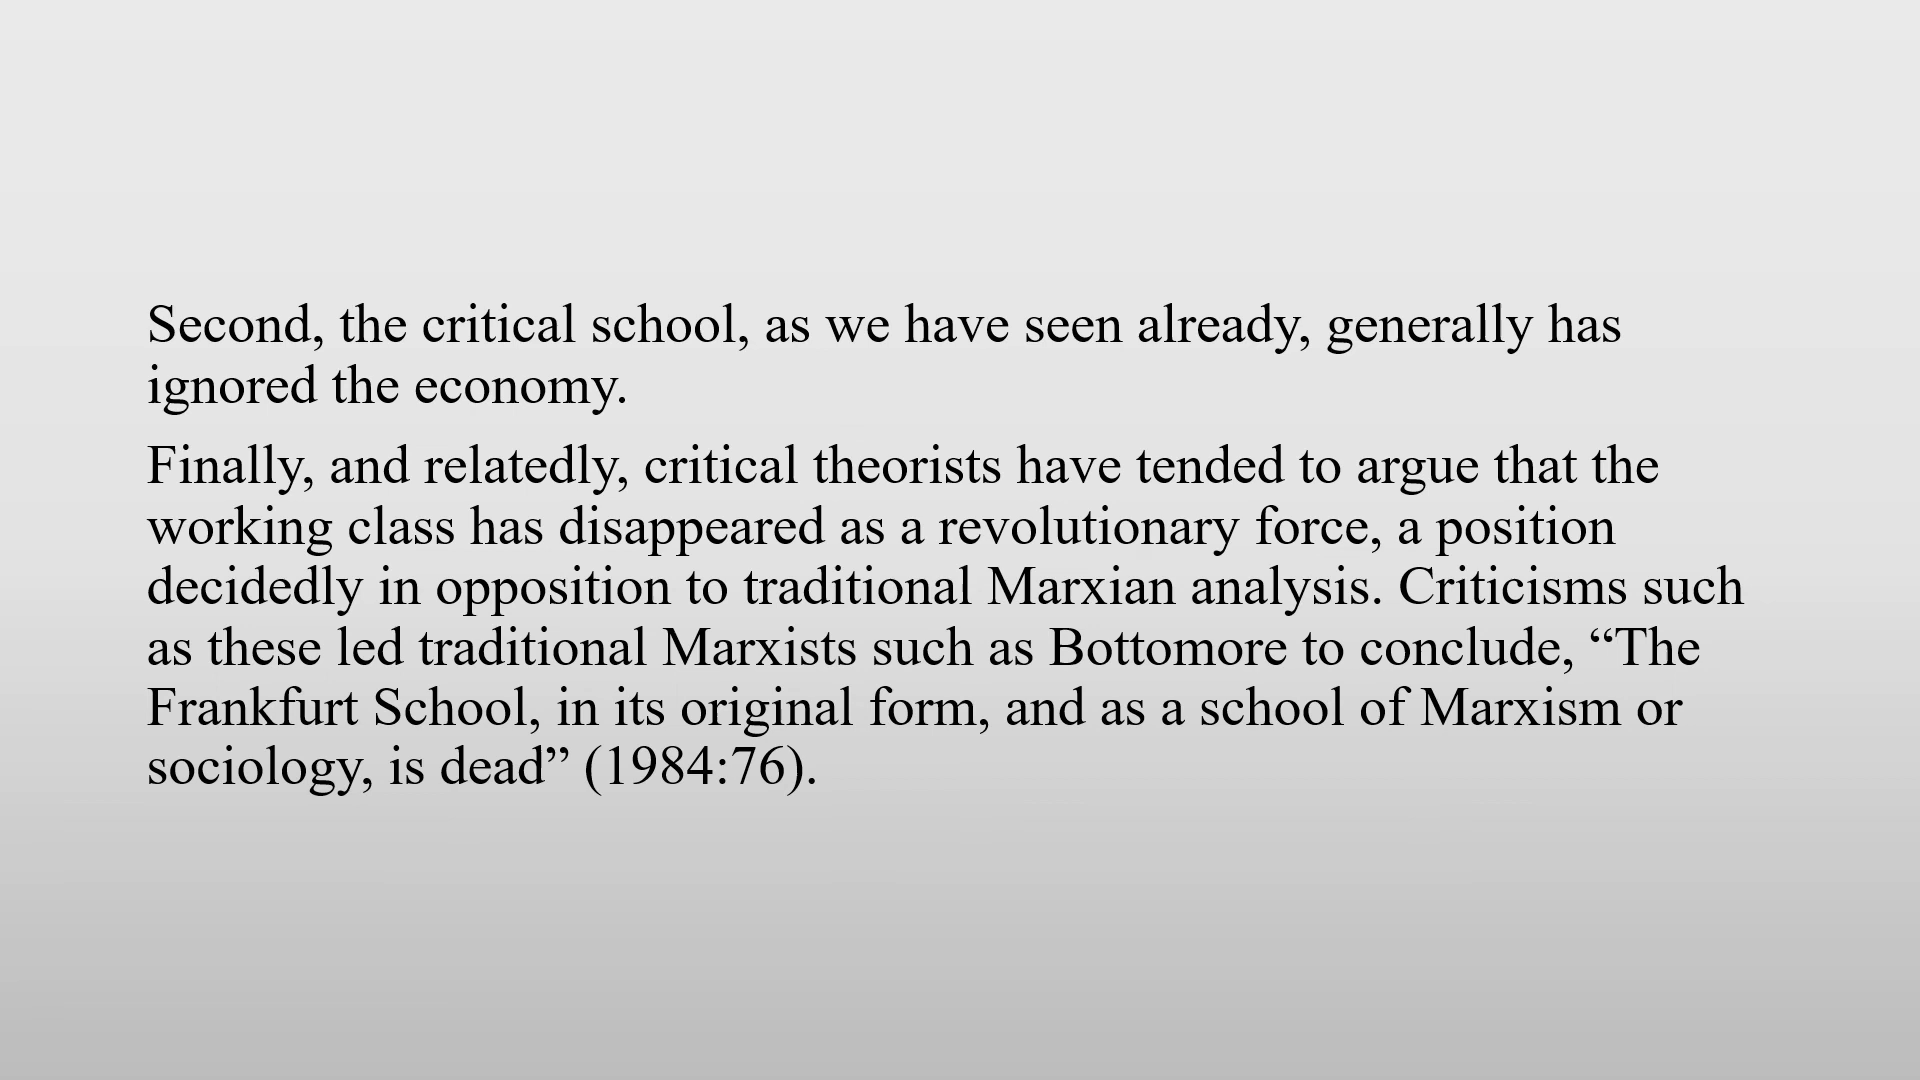 Second, the critical school, as we have seen already, generally has
ignored the economy.
Finally, and relatedly, critical theorists have tended to argue that the
working class has disappeared as a revolutionary force, a position
decidedly in opposition to traditional Marxian analysis. Criticisms such
as these led traditional Marxists such as Bottomore to conclude, “The
Frankfurt School, in its original form, and as a school of Marxism or
sociology, is dead” (1984:76).